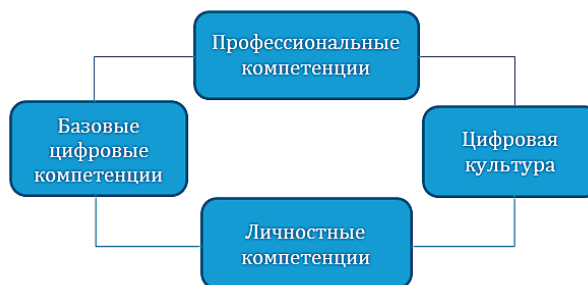 Профессиональные
компетенции
Базовые
цифровые
компетенции
Цифровая
культура
Личностные
компетенции